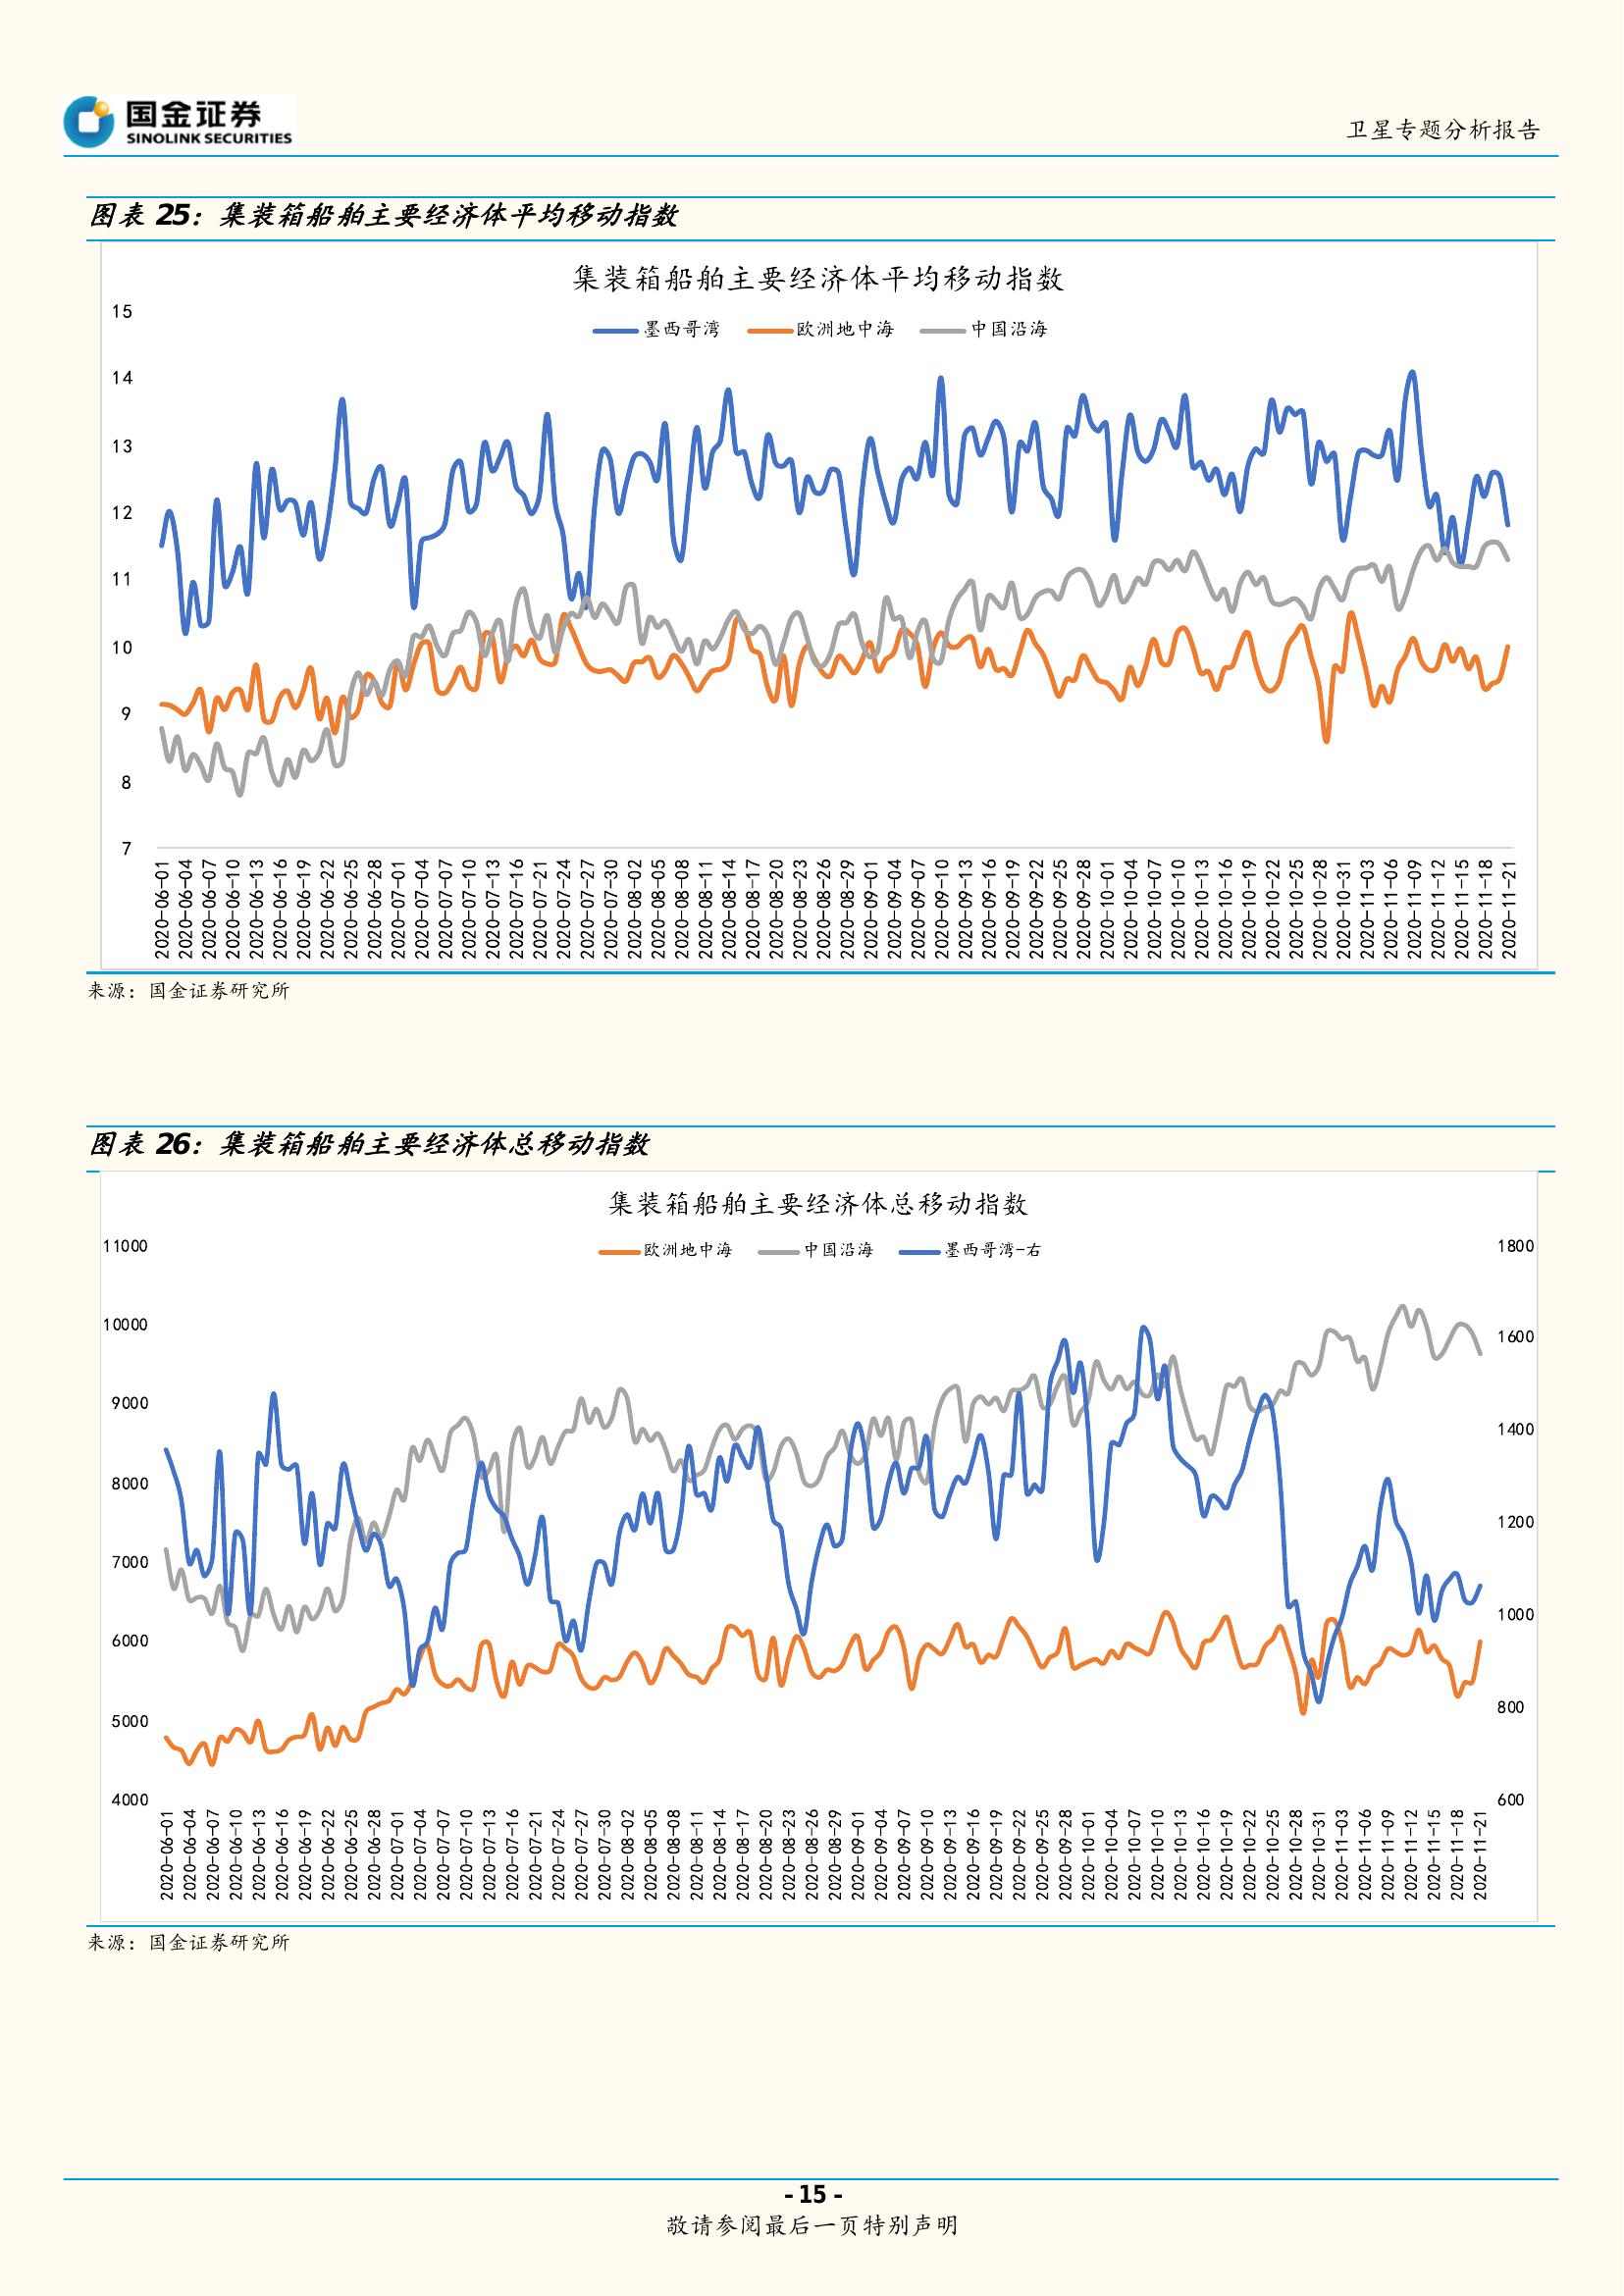 国金证券
SINOLINK SECURITIES
卫星专题分析报告
图表 25：集装箱船舶主要经济体平均移动指数
集装箱船舶主要经济体平均移动指数
墨西哥湾 欧洲地中海 中国沿海
15
14
13
12
11
10
9
8
7
2020-06-01 2020-06-04 2020-06-07 2020-06-10 2020-06-13 2020-06-16 2020-06-19 2020-06-22 2020-06-25 2020-06-28 2020-07-01 2020-07-04 2020-07-07 2020-07-10 2020-07-13 2020-07-16 2020-07-21 2020-07-24 2020-07-27 2020-07-30 2020-08-02 2020-08-05 2020-08-08 2020-08-11 2020-08-14 2020-08-17 2020-08-20 2020-08-23 2020-08-26 2020-08-29 2020-09-01 2020-09-04 2020-09-07 2020-09-10 2020-09-13 2020-09-16 2020-09-19 2020-09-22 2020-09-25 2020-09-28 2020-10-01 2020-10-04 2020-10-07 2020-10-10 2020-10-13 2020-10-16 2020-10-19 2020-10-22 2020-10-25 2020-10-28 2020-10-31 2020-11-03 2020-11-06 2020-11-09 2020-11-12 2020-11-15 2020-11-18 2020-11-21
来源：国金证券研究所
图表 26：集装箱船舶主要经济体总移动指数
集装箱船舶主要经济体总移动指数
欧洲地中海 中国沿海 墨西哥湾-右
11000
10000
9000
8000
7000
6000
5000
4000
1800
1600
1400
1200
1000
800
600
2020-06-01 2020-06-04 2020-06-07 2020-06-10 2020-06-13 2020-06-16 2020-06-19 2020-06-22 2020-06-25 2020-06-28 2020-07-01 2020-07-04 2020-07-07 2020-07-10 2020-07-13 2020-07-16 2020-07-21 2020-07-24 2020-07-27 2020-07-30 2020-08-02 2020-08-05 2020-08-08 2020-08-11 2020-08-14 2020-08-17 2020-08-20 2020-08-23 2020-08-26 2020-08-29 2020-09-01 2020-09-04 2020-09-07 2020-09-10 2020-09-13 2020-09-16 2020-09-19 2020-09-22 2020-09-25 2020-09-28 2020-10-01 2020-10-04 2020-10-07 2020-10-10 2020-10-13 2020-10-16 2020-10-19 2020-10-22 2020-10-25 2020-10-28 2020-10-31 2020-11-03 2020-11-06 2020-11-09 2020-11-12 2020-11-15 2020-11-18 2020-11-21
来源：国金证券研究所
- 15 -
敬请参阅最后一页特别声明